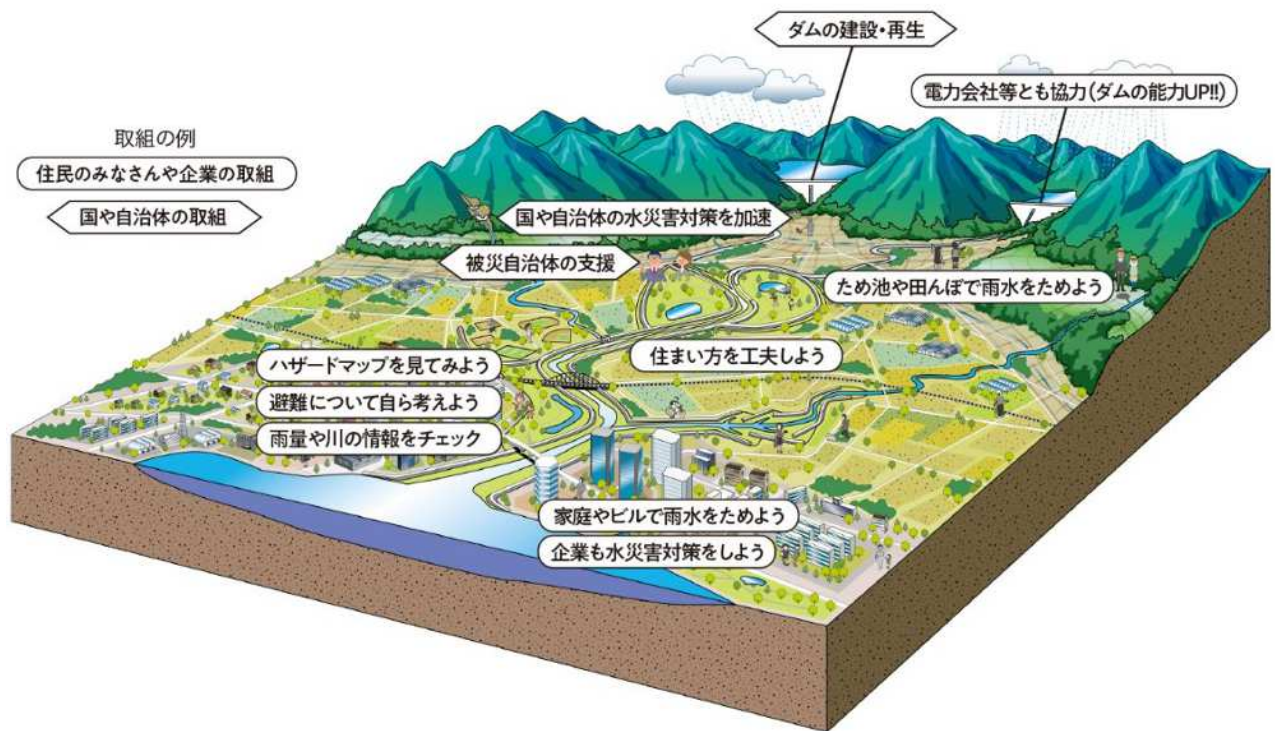 ダムの建設・再生
電力会社等とも協力(ダムの能力UP!!)
取組の例
住民のみなさんや企業の取組
国や自治体の取組
国や自治体の水災害対策を加速
被災自治体の支援
ため池や田んぼで雨水をためよう
ハザードマップを見てみよう
住まい方を工夫しよう
避難について自ら考えよう
雨量や川の情報をチェック
家庭やビルで雨水をためよう
企業も水災害対策をしよう